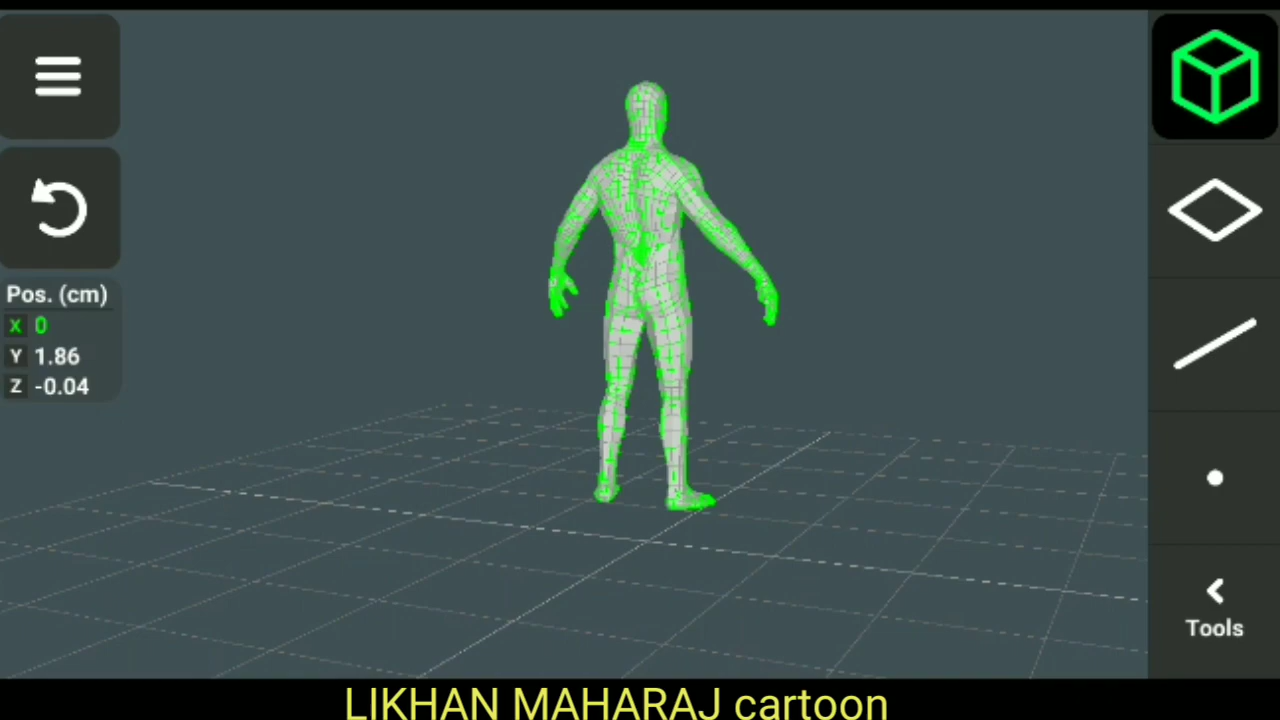 Pos. (cm)
X 0
Y 1.86
Z -0.04
Tools
LIKHAN MAHARAJ cartoon